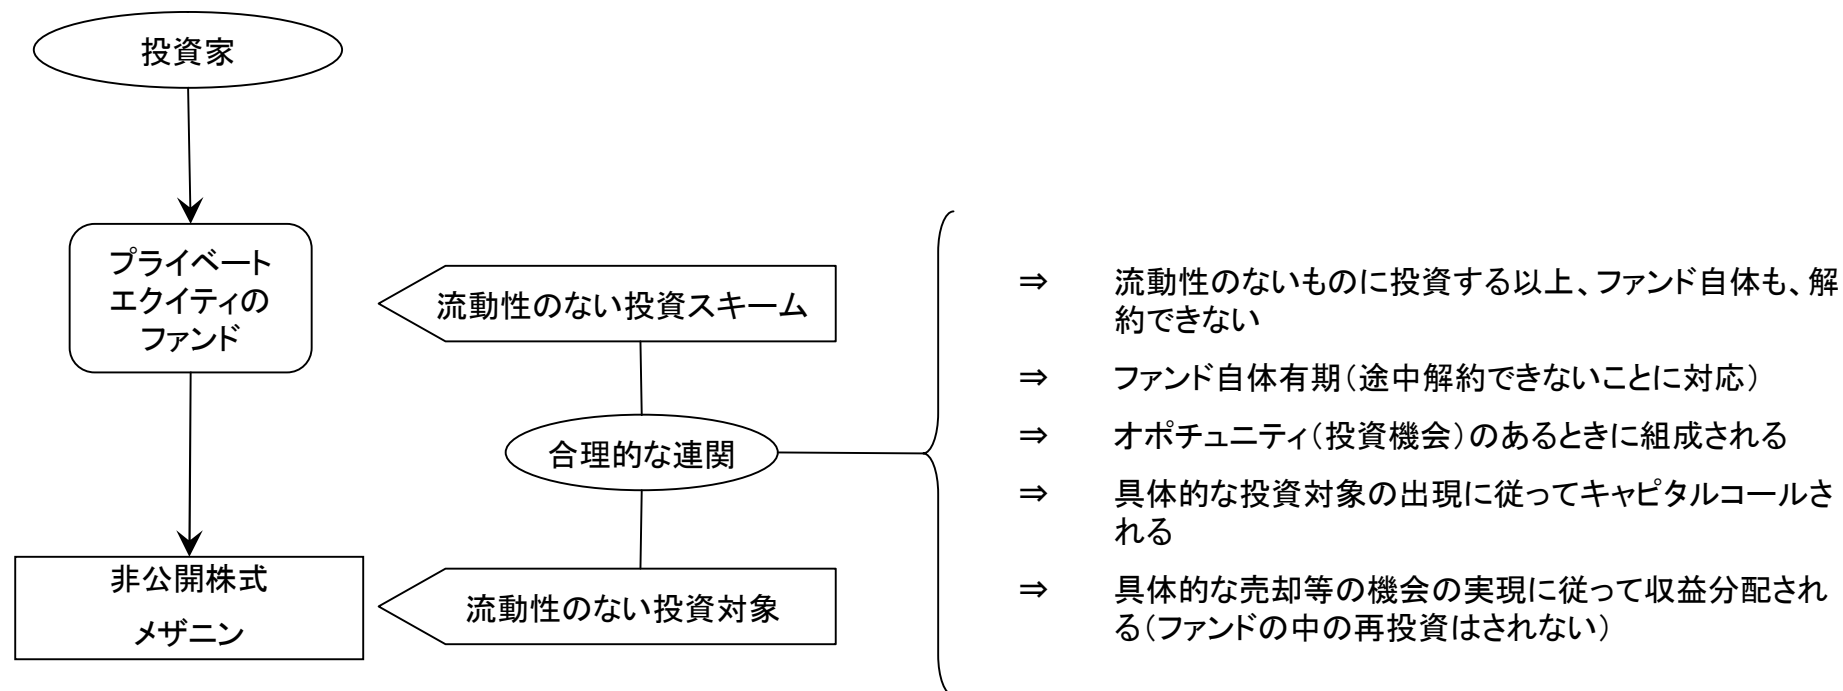 投資家
プライベート
エクイティの
ファンド
非公開株式
メザニン
流動性のない投資スキーム
合理的な連関
流動性のない投資対象
⇒ 流動性のないものに投資する以上、ファンド自体も、解
約できない
⇒ ファンド自体有期（途中解約できないことに対応）
⇒ オポチュニティ（投資機会）のあるときに組成される
⇒ 具体的な投資対象の出現に従ってキャピタルコールさ
れる
⇒ 具体的な売却等の機会の実現に従って収益分配され
る（ファンドの中の再投資はされない）